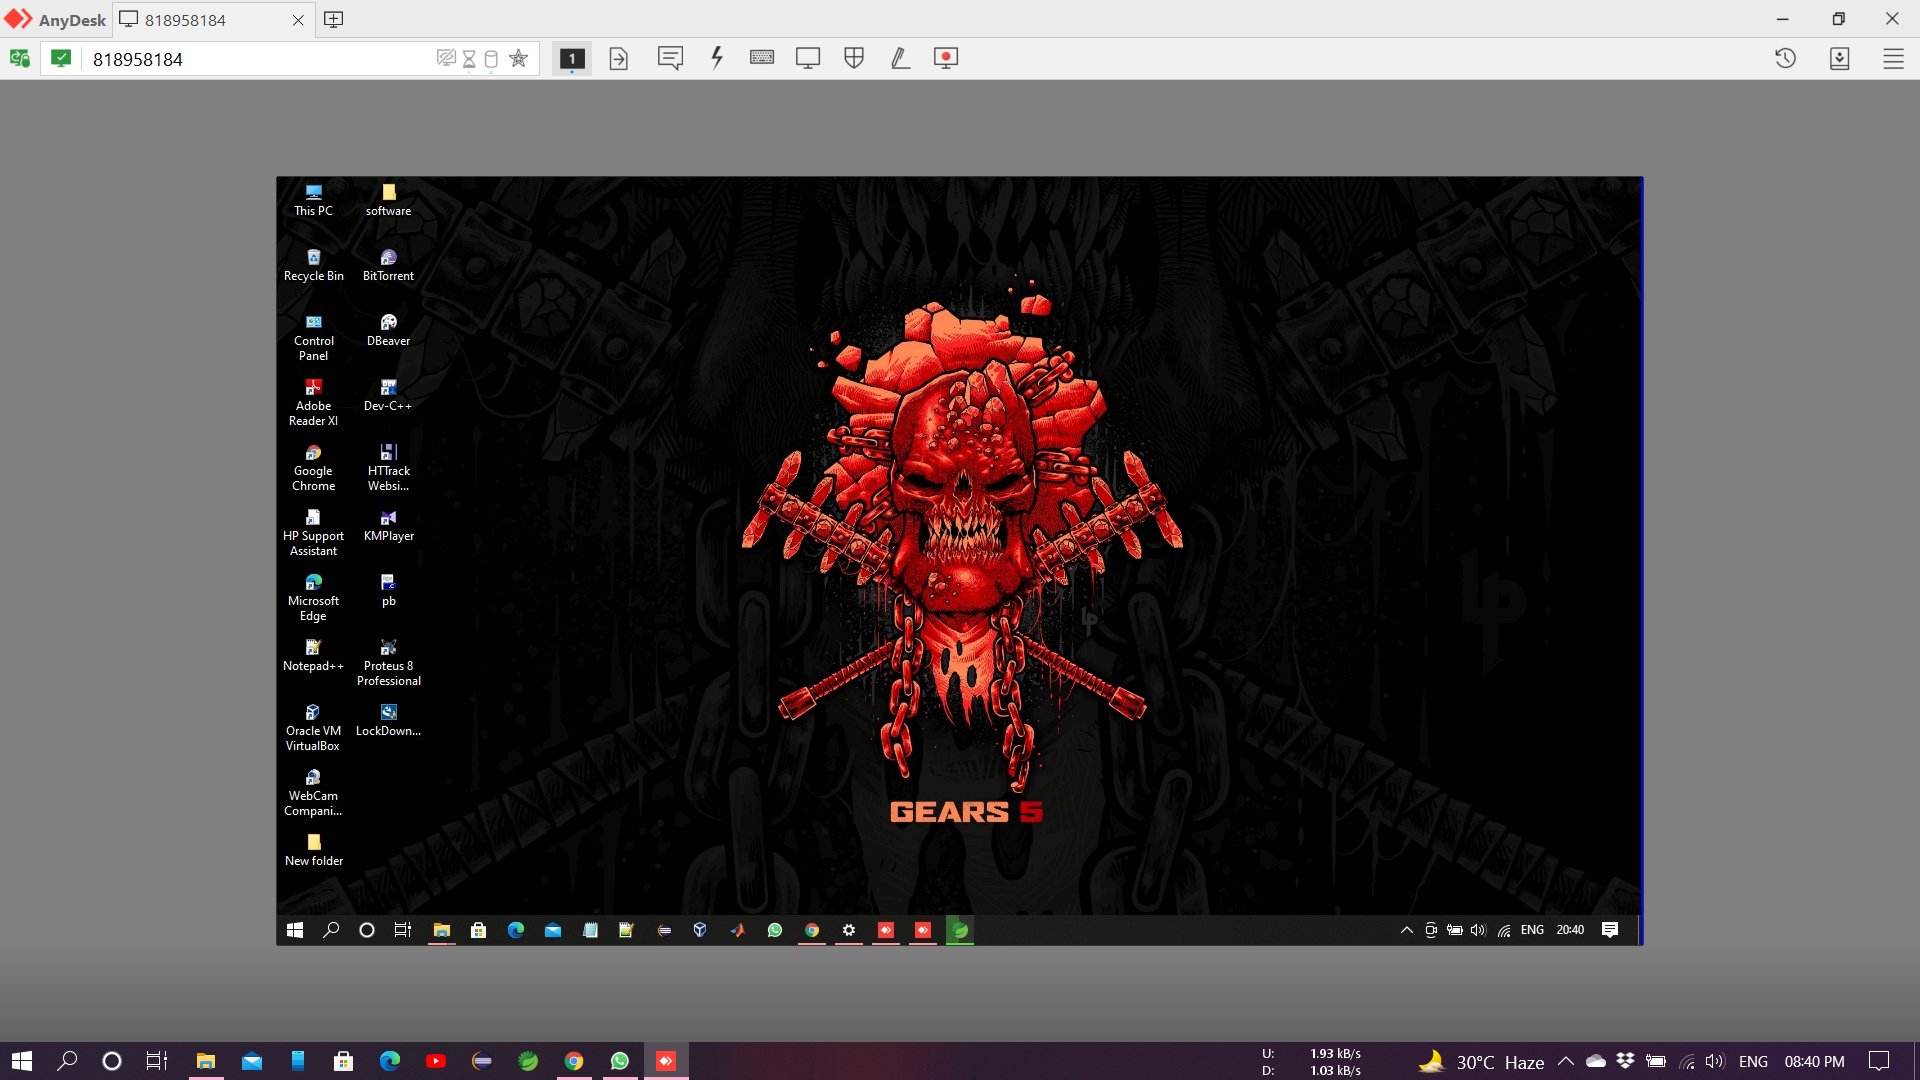 AnyDesk
818958184
818958184
1
This PC
software
Recycle Bin
BitTorrent
Control
Panel
DBeaver
Adobe
Reader XI
Dev-C++
Google
Chrome
HTTrack
Websi...
HP Support
Assistant
KMPlayer
Microsoft
Edge
pb
Notepad++
Proteus 8
Professional
Oracle VM
VirtualBox
LockDown...
WebCam
Compani...
New folder
GEARS 5
ENG 20:40
U: 1.93 kB/s
D: 1.03 kB/s
30°C Haze
ENG
08:40 PM